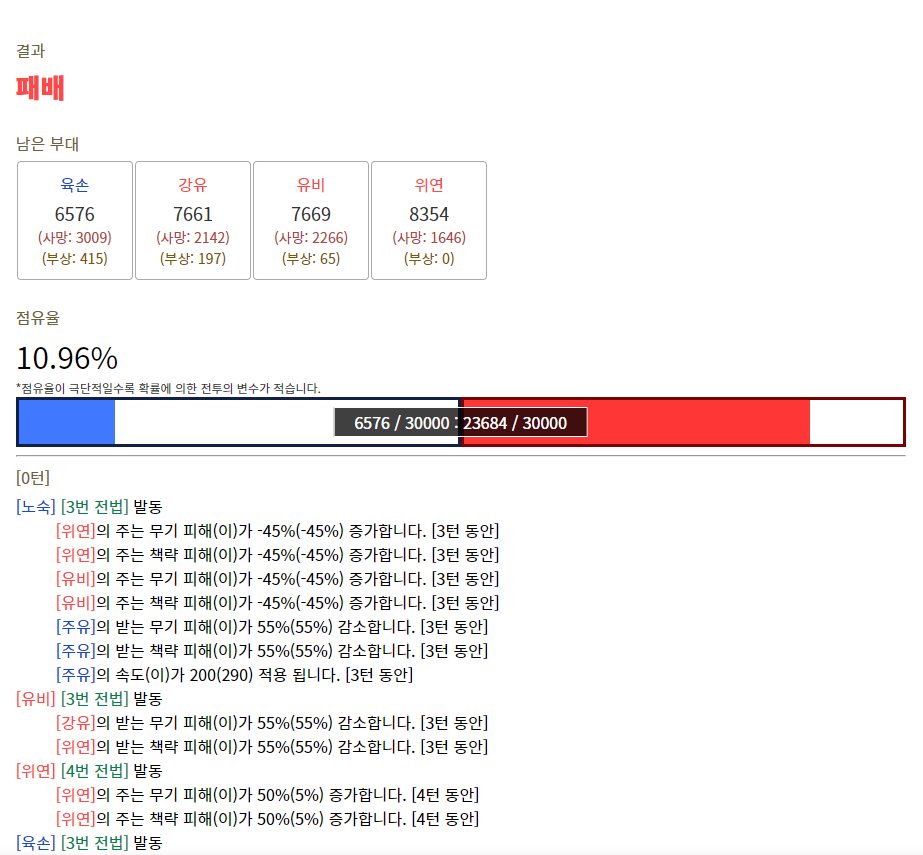 결과
패배
남은 부대
육손 강유 유비 위연
6576 7661 7669 8354
(사망: 3009) (사망: 2142) (사망: 2266) (사망: 1646)
(부상: 415) (부상: 197) (부상: 65) (부상: 0)
점유율
10.96%
*점유율이 극단적일수록 확률에 의한 전투의 변수가 적습니다.
6576 / 30000 : 23684 / 30000
[0턴]
[노숙] [3번 전법] 발동
[위연]의 주는 무기 피해(이)가 -45%(-45%) 증가합니다. [3턴 동안]
[위연]의 주는 책략 피해(이)가 -45%(-45%) 증가합니다. [3턴 동안]
[유비]의 주는 무기 피해(이)가 -45%(-45%) 증가합니다. [3턴 동안]
[유비]의 주는 책략 피해(이)가 -45%(-45%) 증가합니다. [3턴 동안]
[주유]의 받는 무기 피해(이)가 55%(55%) 감소합니다. [3턴 동안]
[주유]의 받는 책략 피해(이)가 55%(55%) 감소합니다. [3턴 동안]
[주유]의 속도(이)가 200(290) 적용 됩니다. [3턴 동안]
[유비] [3번 전법] 발동
[강유]의 받는 무기 피해(이)가 55%(55%) 감소합니다. [3턴 동안]
[위연]의 받는 책략 피해(이)가 55%(55%) 감소합니다. [3턴 동안]
[위연] [4번 전법] 발동
[위연]의 주는 무기 피해(이)가 50%(5%) 증가합니다. [4턴 동안]
[위연]의 주는 책략 피해(이)가 50%(5%) 증가합니다. [4턴 동안]
[육손] [3번 전법] 발동